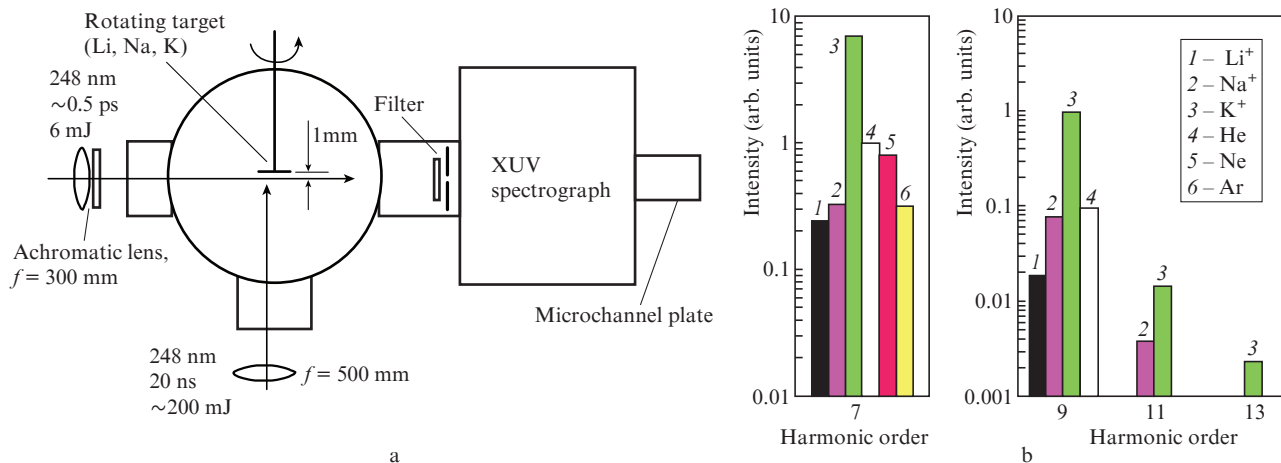 Rotating target
(Li, Na, K)
248 nm
~0.5 ps
6 mJ
Filter
1mm
XUV
spectrograph
Achromatic lens,
f = 300 mm
Microchannel plate
248 nm
20 ns
~200 mJ
f = 500 mm
a
Intensity (arb. units)
10
1
0.1
0.01
1
2
3
4
5
6
7
Harmonic order
Intensity (arb. units)
10
1
0.1
0.01
0.001
1 – Li+
2 – Na+
3 – K+
4 – He
5 – Ne
6 – Ar
1
2
3
4
2
3
3
9 11 13
Harmonic order
b